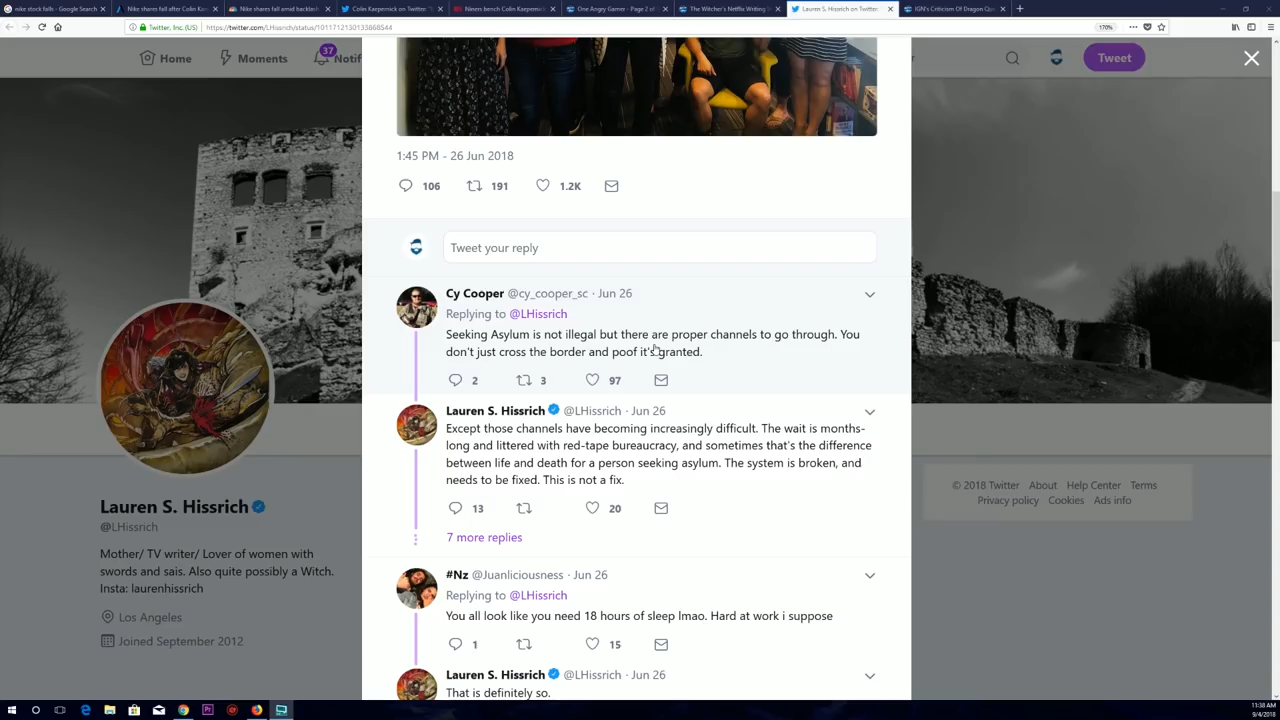 nike stock falls - Google Search
Nike shares fall after Colin Kae
Nike shares fall amid backlash
Colin Kaepernick on Twitter: "B
Niners bench Colin Kaepernick
One Angry Gamer - Page 2 of
The Witcher's Netflix Writing S
Lauren S. Hissrich on Twitter:
IGN's Criticism Of Dragon Que
Twitter, Inc. (US)
https://twitter.com/LHissrich/status/1011712130133868544
170%
Home
Moments
37
Notif
r
Tweet
1:45 PM - 26 Jun 2018
106
191
1.2K
Tweet your reply
Cy Cooper @cy_cooper_sc · Jun 26
Replying to @LHissrich
Seeking Asylum is not illegal but there are proper channels to go through. You
don't just cross the border and poof it's granted.
2
3
97
Lauren S. Hissrich @LHissrich · Jun 26
Except those channels have becoming increasingly difficult. The wait is months-
long and littered with red-tape bureaucracy, and sometimes that's the difference
between life and death for a person seeking asylum. The system is broken, and
needs to be fixed. This is not a fix.
13
20
7 more replies
#Nz @Juanliciousness · Jun 26
Replying to @LHissrich
You all look like you need 18 hours of sleep lmao. Hard at work i suppose
1
15
Lauren S. Hissrich @LHissrich · Jun 26
That is definitely so.
Lauren S. Hissrich
@LHissrich
Mother/ TV writer/ Lover of women with
swords and sais. Also quite possibly a Witch.
Insta: laurenhissrich
Los Angeles
Joined September 2012
© 2018 Twitter About Help Center Terms
Privacy policy Cookies Ads info
11:38 AM
9/4/2018